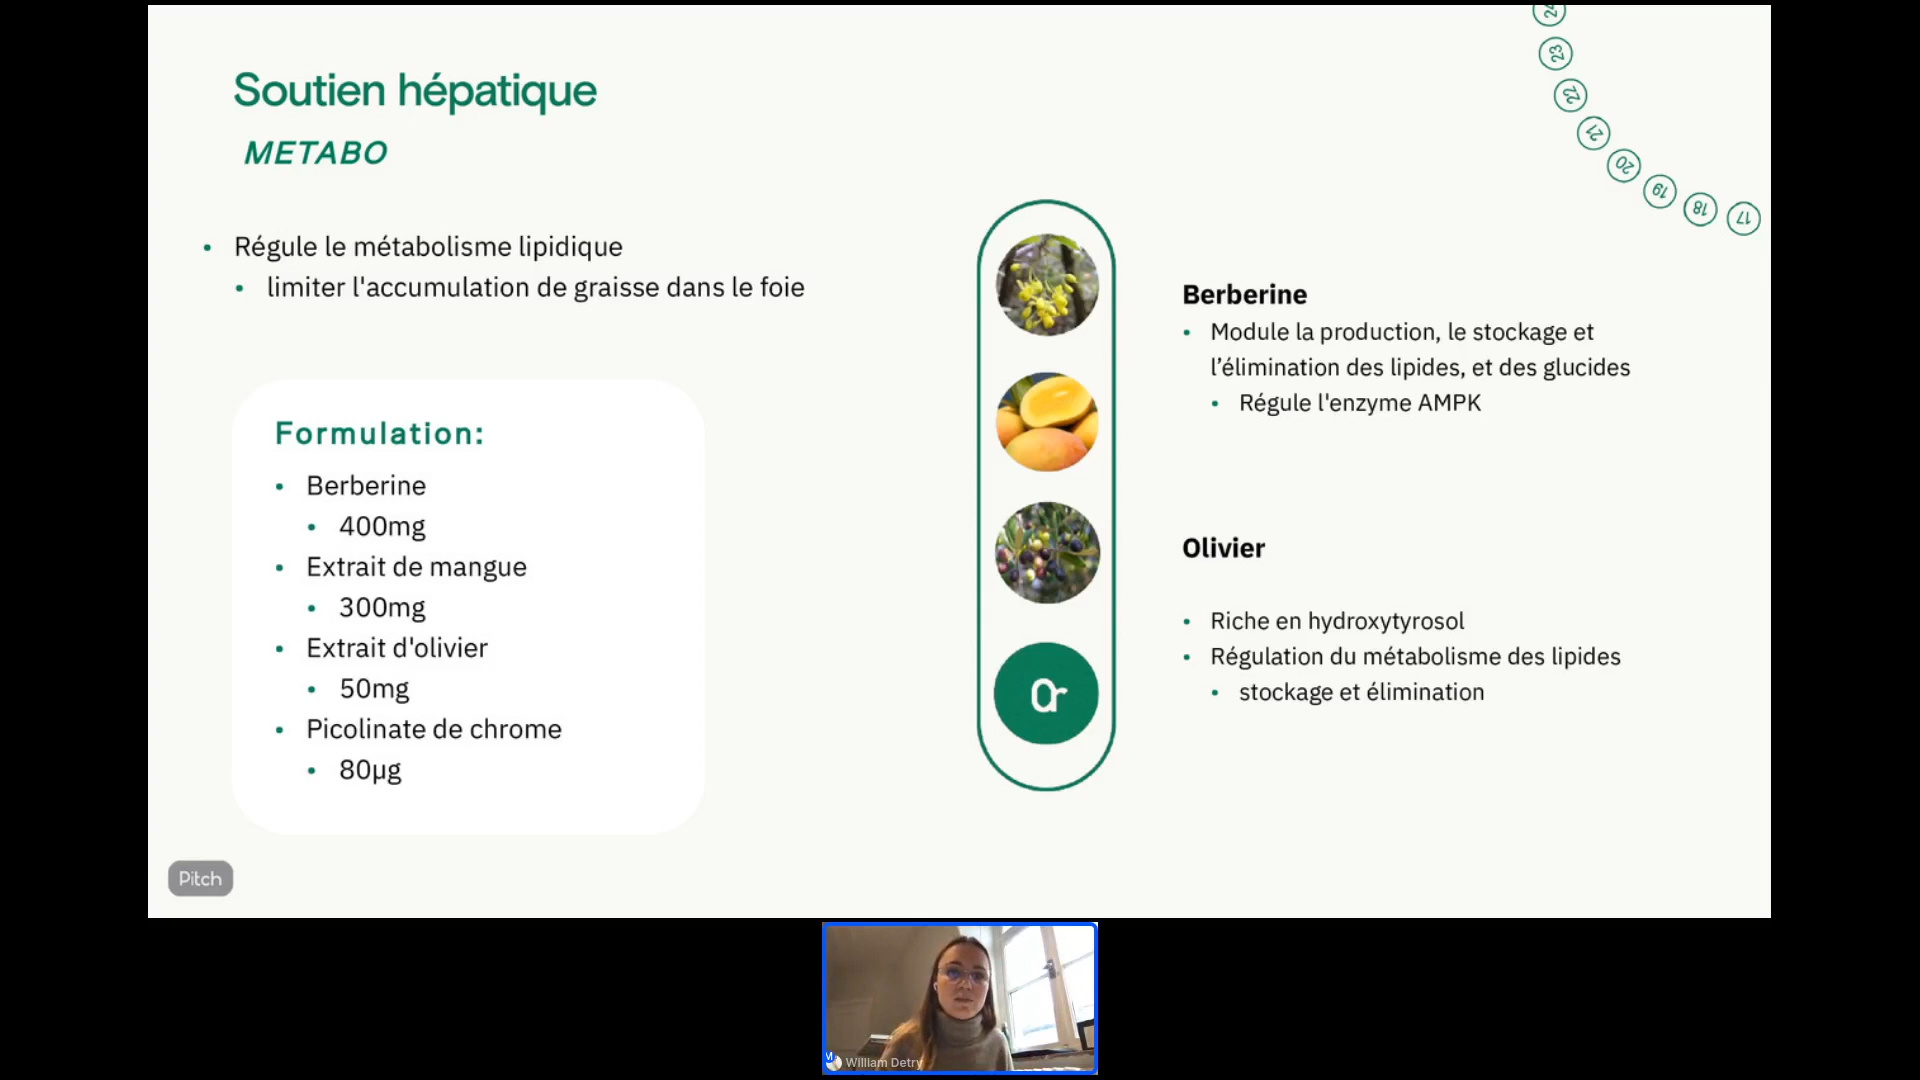 Soutien hépatique
METABO
Régule le métabolisme lipidique
limiter l'accumulation de graisse dans le foie
Formulation:
Berberine
400mg
Extrait de mangue
300mg
Extrait d'olivier
50mg
Picolinate de chrome
80µg
24
23
22
21
20
19
18
17
Berberine
Module la production, le stockage et
l’élimination des lipides, et des glucides
Régule l'enzyme AMPK
Olivier
Riche en hydroxytyrosol
Régulation du métabolisme des lipides
stockage et élimination
Pitch
William Detry